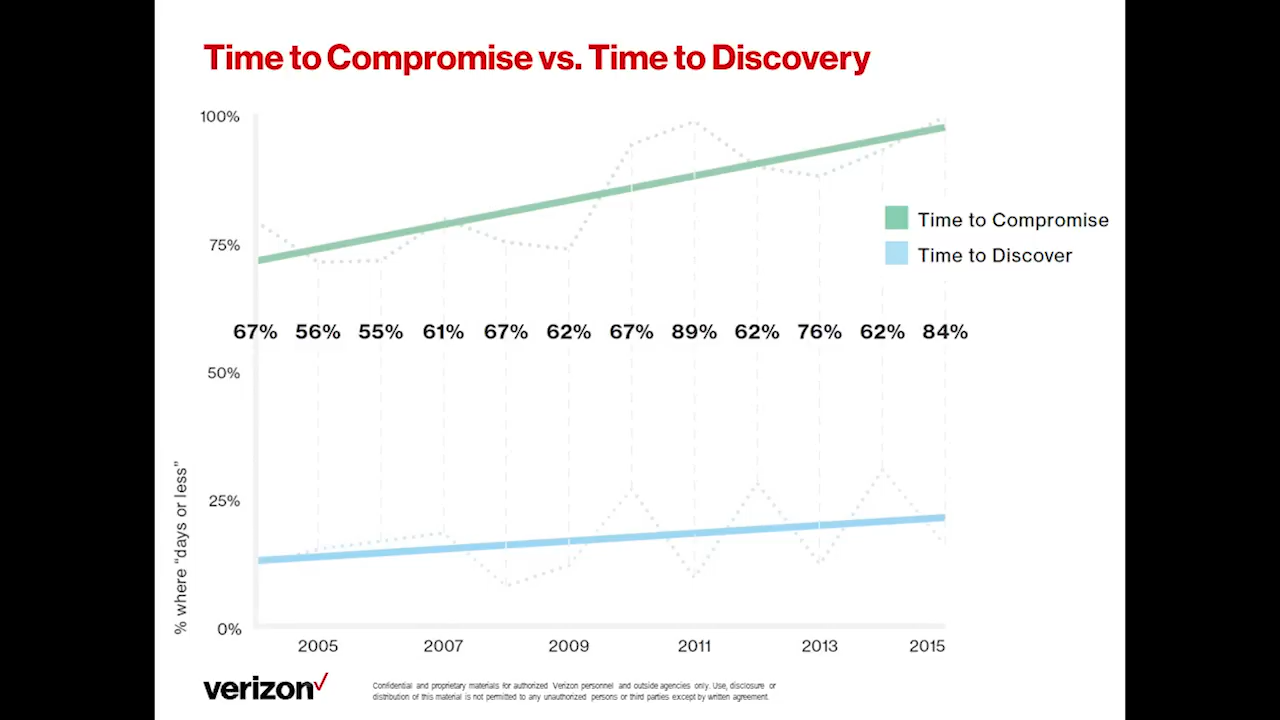 Time to Compromise vs. Time to Discovery
100%
75%
Time to Compromise
Time to Discover
67% 56% 55% 61% 67% 62% 67% 89% 62% 76% 62% 84%
50%
25%
0%
% where “days or less”
2005 2007 2009 2011 2013 2015
verizon
Confidential and proprietary materials for authorized Verizon personnel and outside agencies only. Use, disclosure or
distribution of this material is not permitted to any unauthorized persons or third parties except by written agreement.